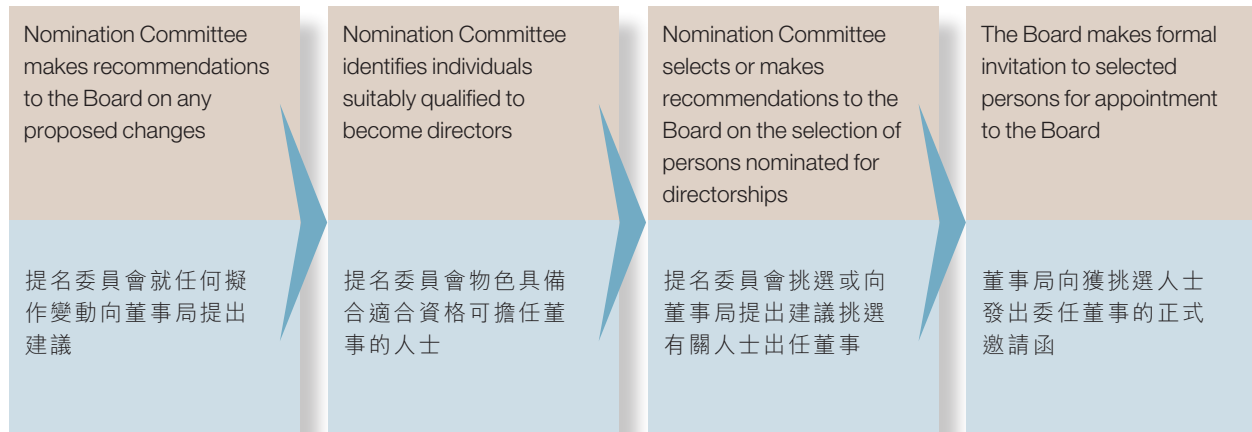 Nomination Committee
makes recommendations
to the Board on any
proposed changes
提名委員會就任何擬
作變動向董事局提出
建議
Nomination Committee
identifies individuals
suitably qualified to
become directors
提名委員會物色具備
合適合資格可擔任董
事的人士
Nomination Committee
selects or makes
recommendations to the
Board on the selection of
persons nominated for
directorships
提名委員會挑選或向
董事局提出建議挑選
有關人士出任董事
The Board makes formal
invitation to selected
persons for appointment
to the Board
董事局向獲挑選人士
發出委任董事的正式
邀請函